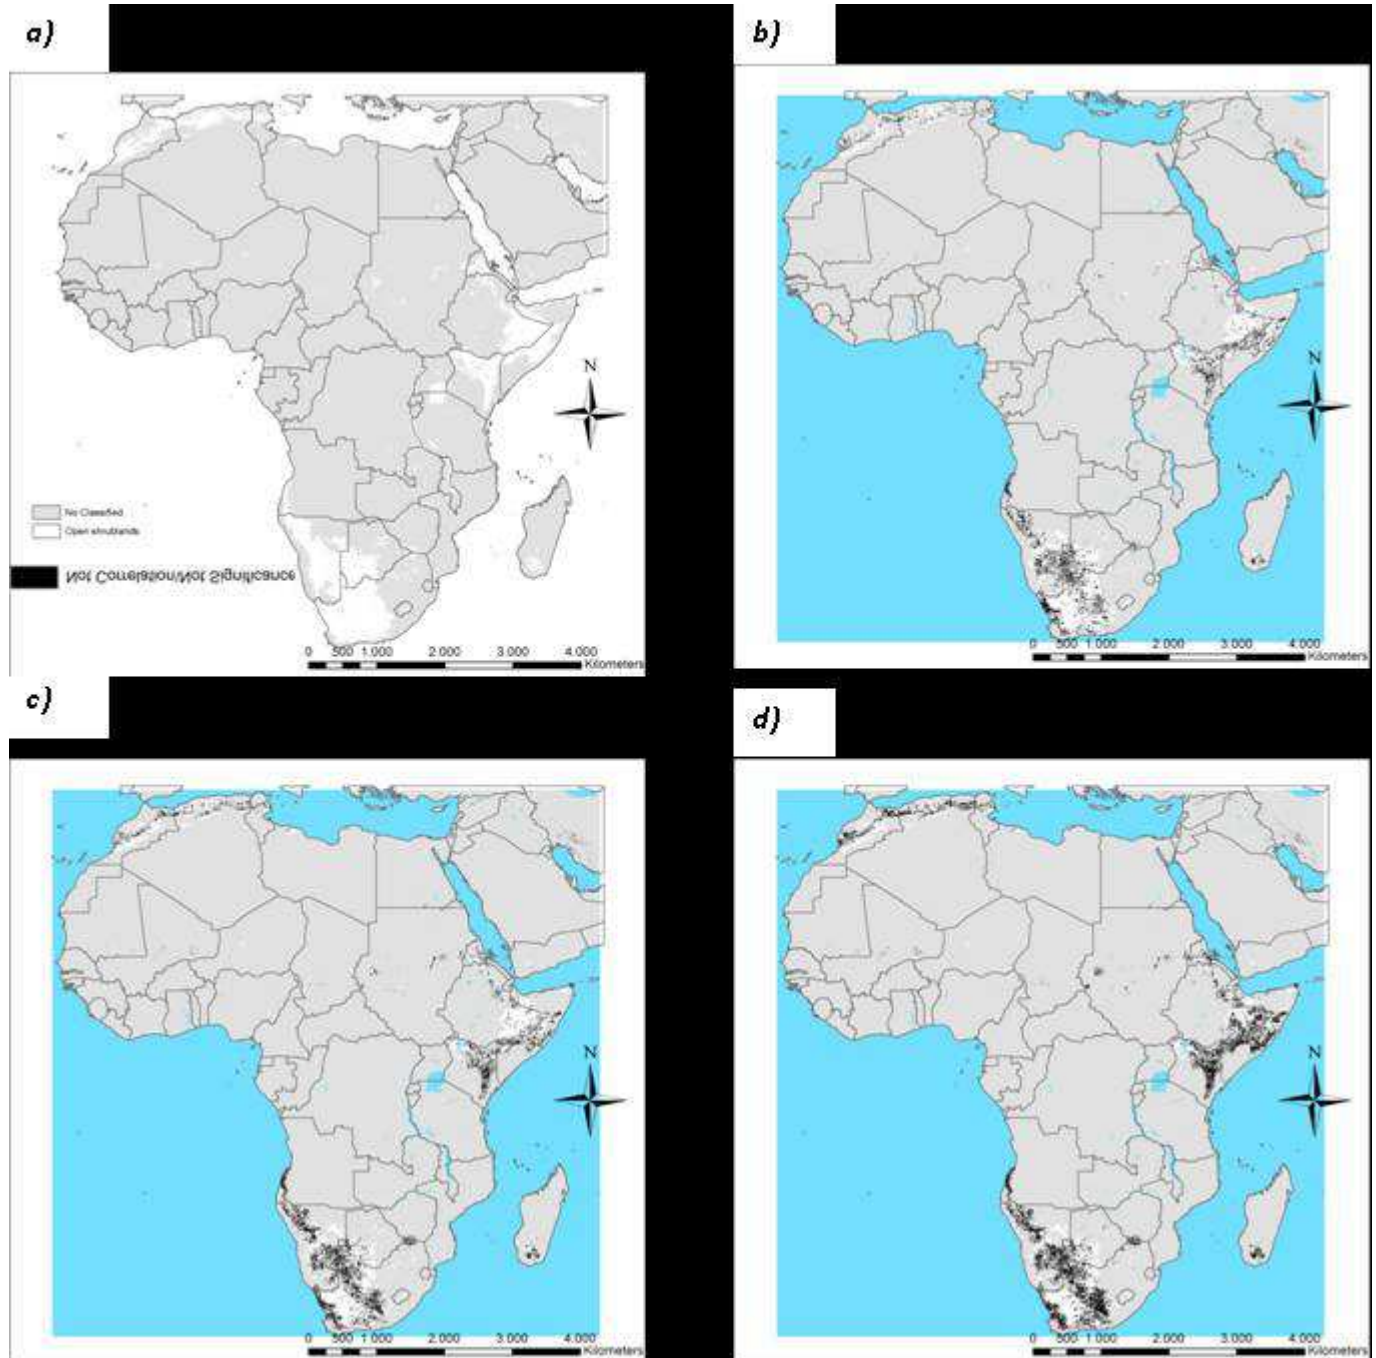 a)
N
No Classified
Open shrublands
Not Correlation/Not Significance
0 500 1.000 2.000 3.000 4.000
Kilometers
b)
N
0 500 1.000 2.000 3.000 4.000
Kilometers
c)
N
0 500 1.000 2.000 3.000 4.000
Kilometers
d)
N
0 500 1.000 2.000 3.000 4.000
Kilometers